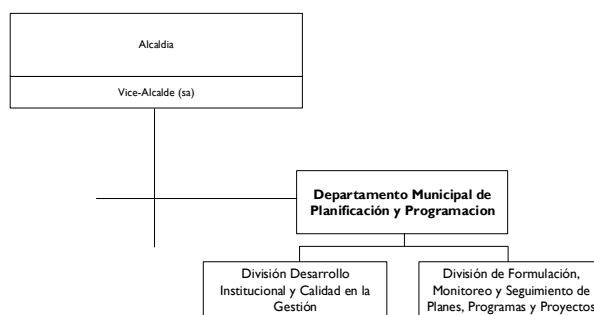 Alcaldia
Vice-Alcalde (sa)
Departamento Municipal de
Planificación y Programacion
División Desarrollo
Institucional y Calidad en la
Gestión
División de Formulación,
Monitoreo y Seguimiento de
Planes, Programas y Proyectos